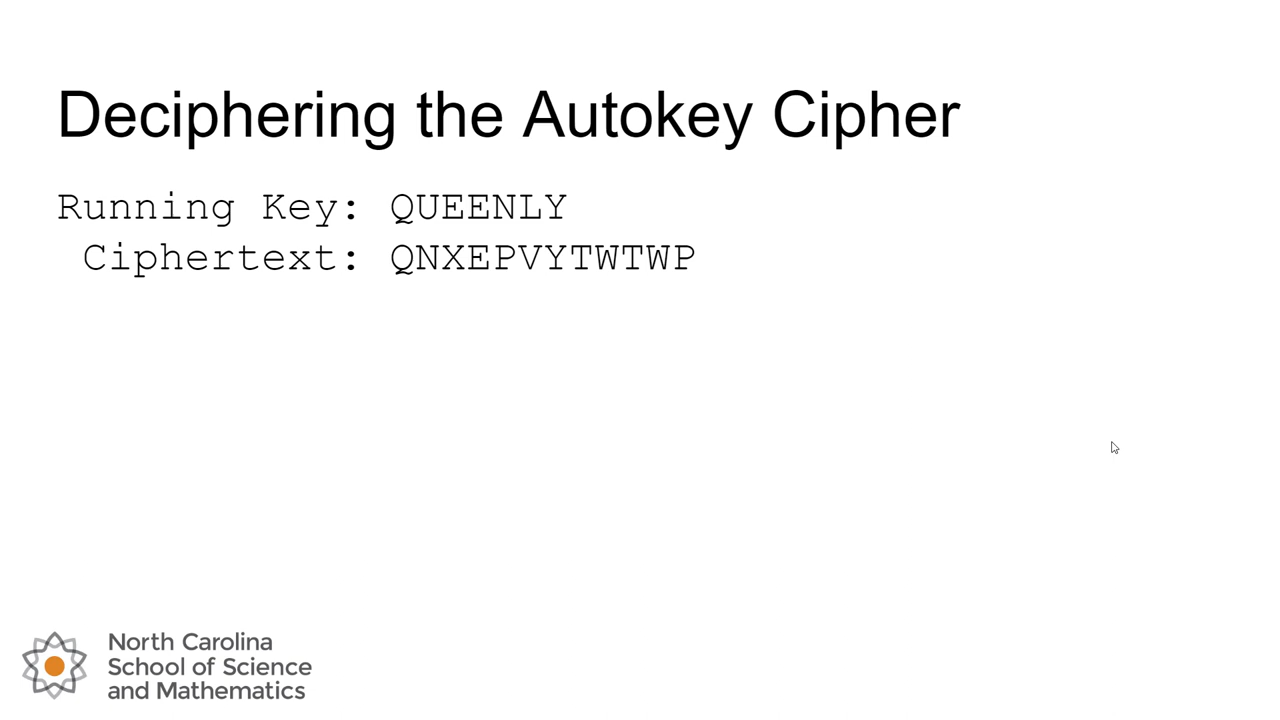 Deciphering the Autokey Cipher
Running Key: QUEENLY
Ciphertext: QNXEPVYTWTWP
North Carolina
School of Science
and Mathematics